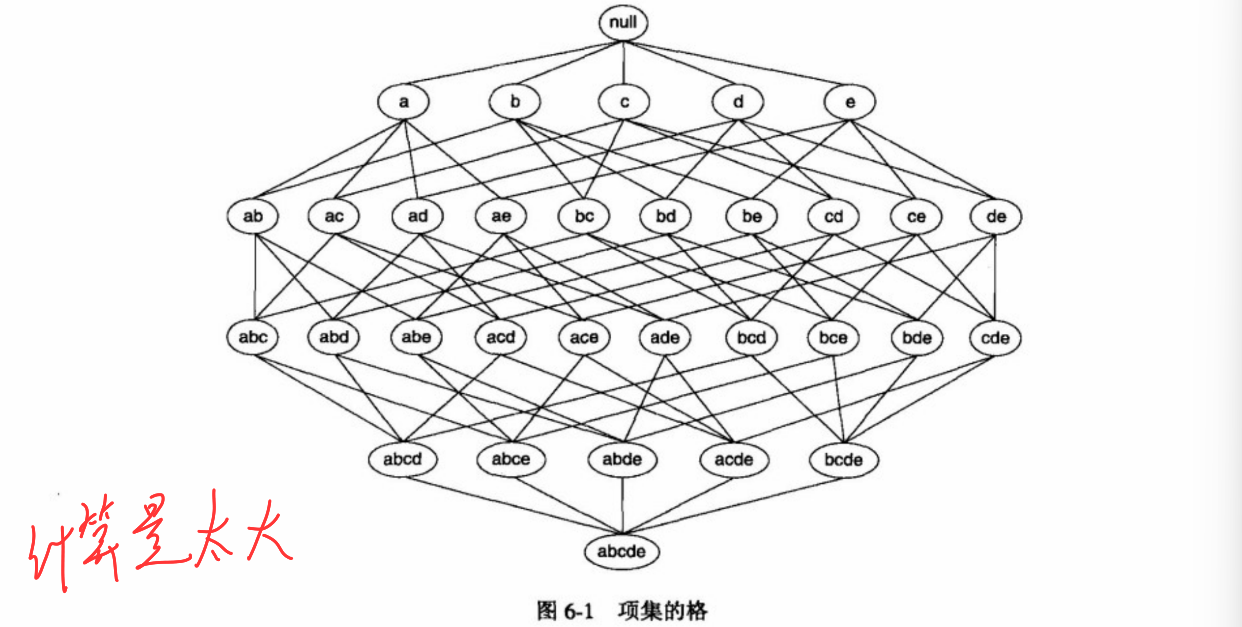 null
a b c d e
ab ac ad ae bc bd be cd ce de
abc abd abe acd ace ade bcd bce bde cde
abcd abce abde acde bcde
计算是太大
abcde
图 6-1 项集的格